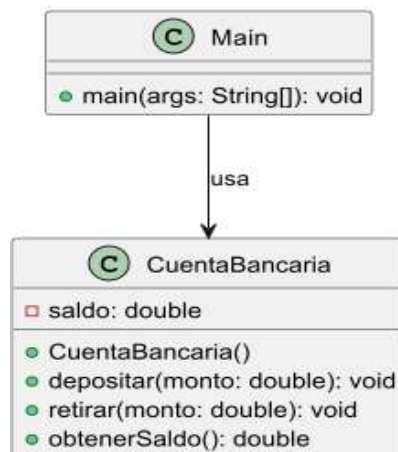 C Main
main(args: String[]): void
usa
C CuentaBancaria
saldo: double
CuentaBancaria()
depositar(monto: double): void
retirar(monto: double): void
obtenerSaldo(): double